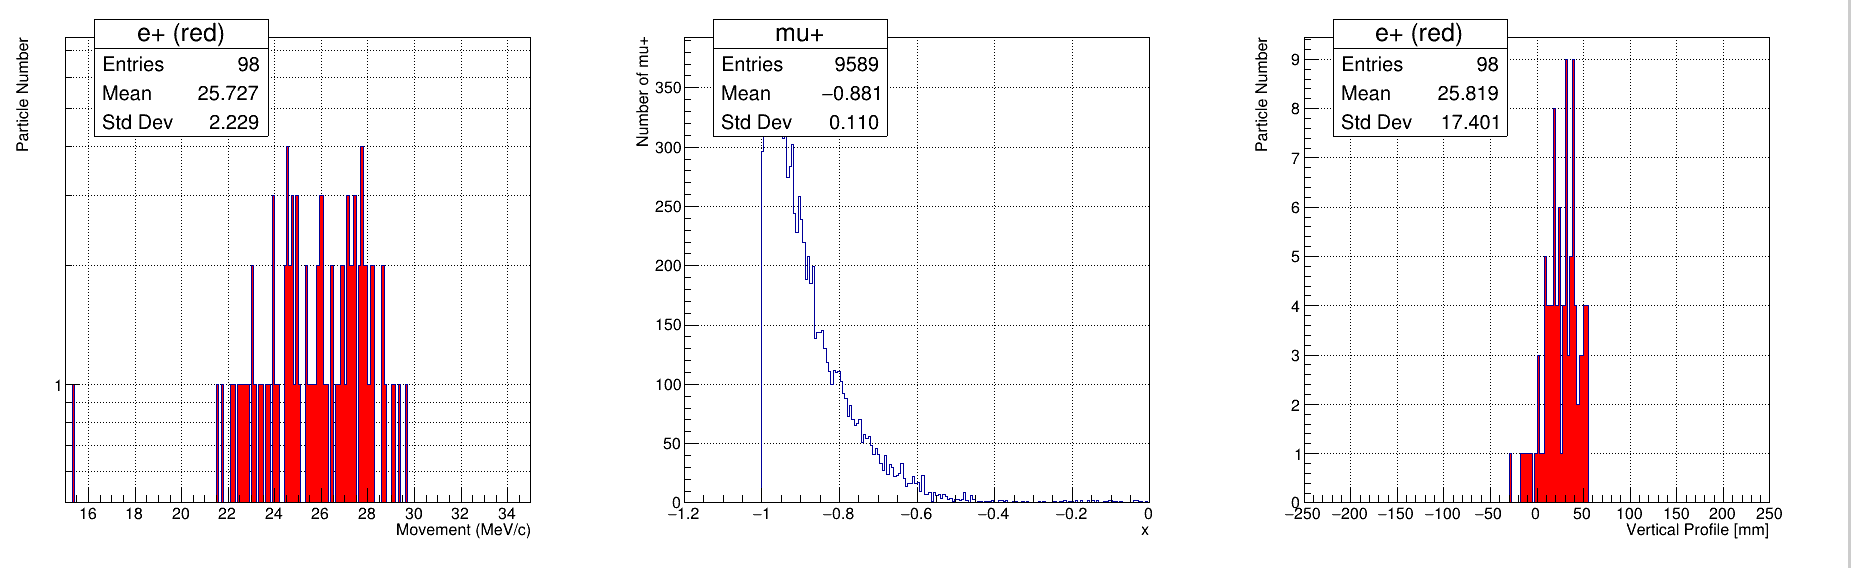 e+ (red)
Entries 98
Mean 25.727
Std Dev 2.229
Particle Number
1
16 18 20 22 24 26 28 30 32 34
Movement (MeV/c)
mu+
Entries 9589
Mean −0.881
Std Dev 0.110
Number of mu+
350
300
250
200
150
100
50
0
−1.2 −1 −0.8 −0.6 −0.4 −0.2 0
x
e+ (red)
Entries 98
Mean 25.819
Std Dev 17.401
Particle Number
9
8
7
6
5
4
3
2
1
0
−250 −200 −150 −100 −50 0 50 100 150 200 250
Vertical Profile [mm]